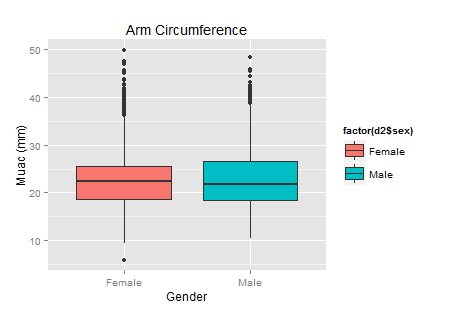 Arm Circumference
Muac (mm)
50
40
30
20
10
Female
Male
Gender
factor(d2$sex)
Female
Male